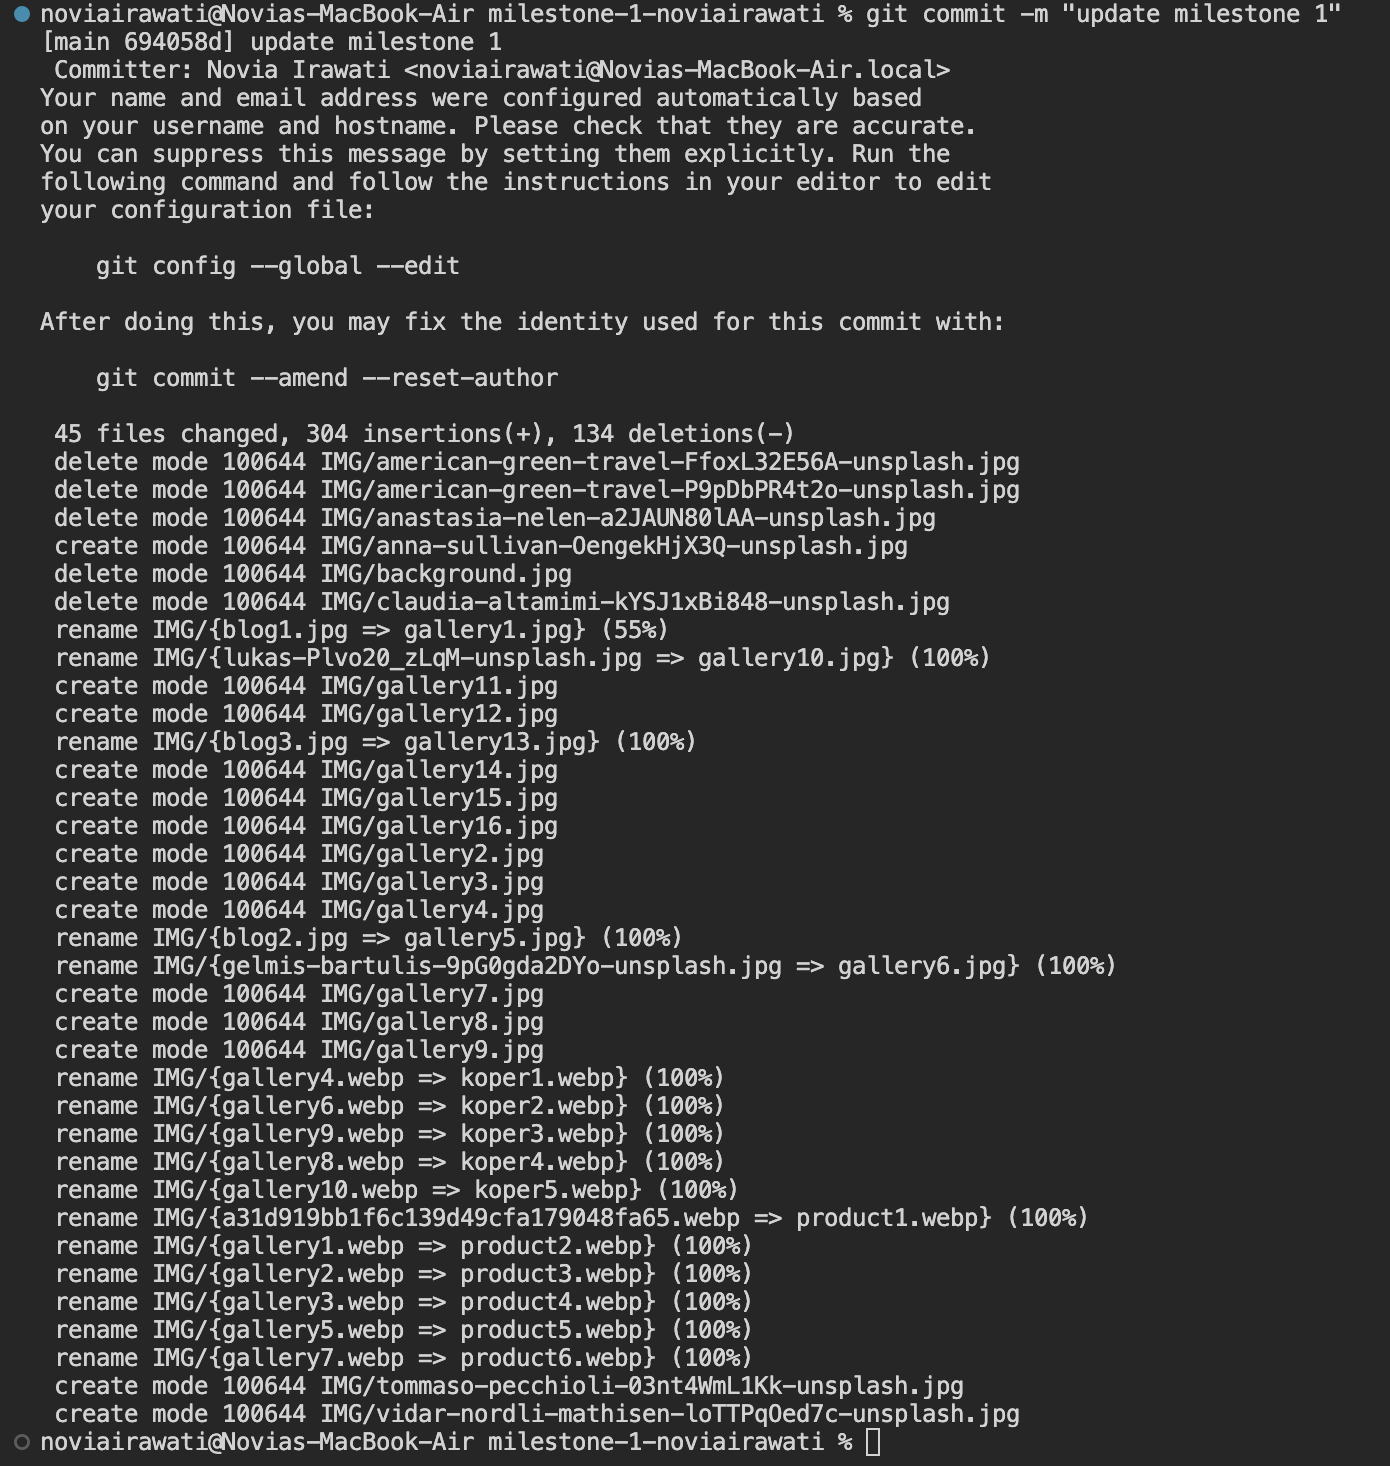 noviairawati@Novias-MacBook-Air milestone-1-noviairawati % git commit -m "update milestone 1"
[main 694058d] update milestone 1
 Committer: Novia Irawati <noviairawati@Novias-MacBook-Air.local>
Your name and email address were configured automatically based
on your username and hostname. Please check that they are accurate.
You can suppress this message by setting them explicitly. Run the
following command and follow the instructions in your editor to edit
your configuration file:

    git config --global --edit

After doing this, you may fix the identity used for this commit with:

    git commit --amend --reset-author

 45 files changed, 304 insertions(+), 134 deletions(-)
 delete mode 100644 IMG/american-green-travel-FfoxL32E56A-unsplash.jpg
 delete mode 100644 IMG/american-green-travel-P9pDbPR4t2o-unsplash.jpg
 delete mode 100644 IMG/anastasia-nelen-a2JAUN80lAA-unsplash.jpg
 create mode 100644 IMG/anna-sullivan-OengekHjX3Q-unsplash.jpg
 delete mode 100644 IMG/background.jpg
 delete mode 100644 IMG/claudia-altamimi-kYSJ1xBi848-unsplash.jpg
 rename IMG/{blog1.jpg => gallery1.jpg} (55%)
 rename IMG/{lukas-Plvo20_zLqM-unsplash.jpg => gallery10.jpg} (100%)
 create mode 100644 IMG/gallery11.jpg
 create mode 100644 IMG/gallery12.jpg
 rename IMG/{blog3.jpg => gallery13.jpg} (100%)
 create mode 100644 IMG/gallery14.jpg
 create mode 100644 IMG/gallery15.jpg
 create mode 100644 IMG/gallery16.jpg
 create mode 100644 IMG/gallery2.jpg
 create mode 100644 IMG/gallery3.jpg
 create mode 100644 IMG/gallery4.jpg
 rename IMG/{blog2.jpg => gallery5.jpg} (100%)
 rename IMG/{gelmis-bartulis-9pG0gda2DYo-unsplash.jpg => gallery6.jpg} (100%)
 create mode 100644 IMG/gallery7.jpg
 create mode 100644 IMG/gallery8.jpg
 create mode 100644 IMG/gallery9.jpg
 rename IMG/{gallery4.webp => koper1.webp} (100%)
 rename IMG/{gallery6.webp => koper2.webp} (100%)
 rename IMG/{gallery9.webp => koper3.webp} (100%)
 rename IMG/{gallery8.webp => koper4.webp} (100%)
 rename IMG/{gallery10.webp => koper5.webp} (100%)
 rename IMG/{a31d919bb1f6c139d49cfa179048fa65.webp => product1.webp} (100%)
 rename IMG/{gallery1.webp => product2.webp} (100%)
 rename IMG/{gallery2.webp => product3.webp} (100%)
 rename IMG/{gallery3.webp => product4.webp} (100%)
 rename IMG/{gallery5.webp => product5.webp} (100%)
 rename IMG/{gallery7.webp => product6.webp} (100%)
 create mode 100644 IMG/tommaso-pecchioli-03nt4WmL1Kk-unsplash.jpg
 create mode 100644 IMG/vidar-nordli-mathisen-loTTPqOed7c-unsplash.jpg
noviairawati@Novias-MacBook-Air milestone-1-noviairawati %